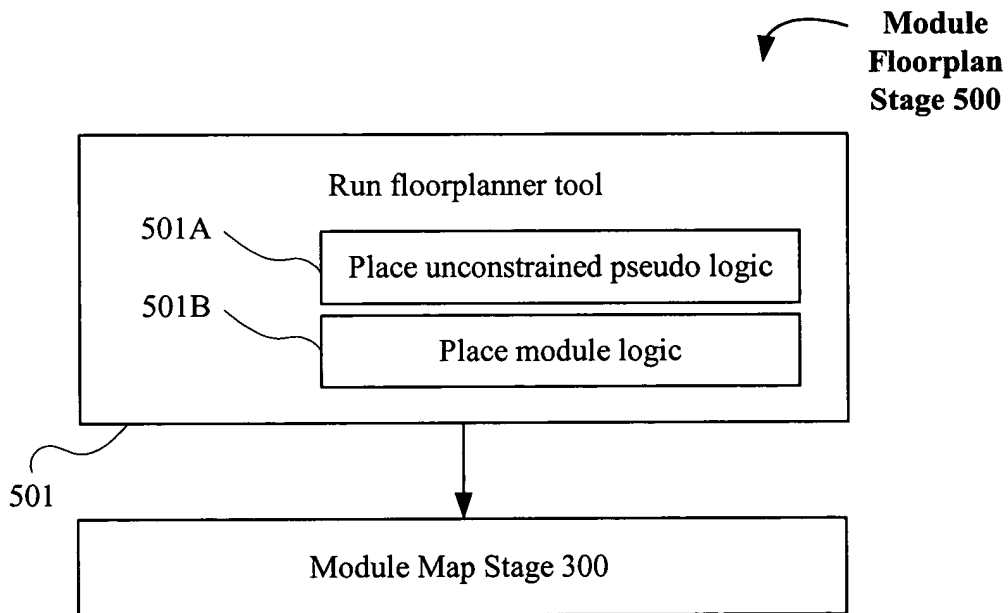 Module
Floorplan
Stage 500
Run floorplanner tool
501A
Place unconstrained pseudo logic
501B
Place module logic
501
Module Map Stage 300